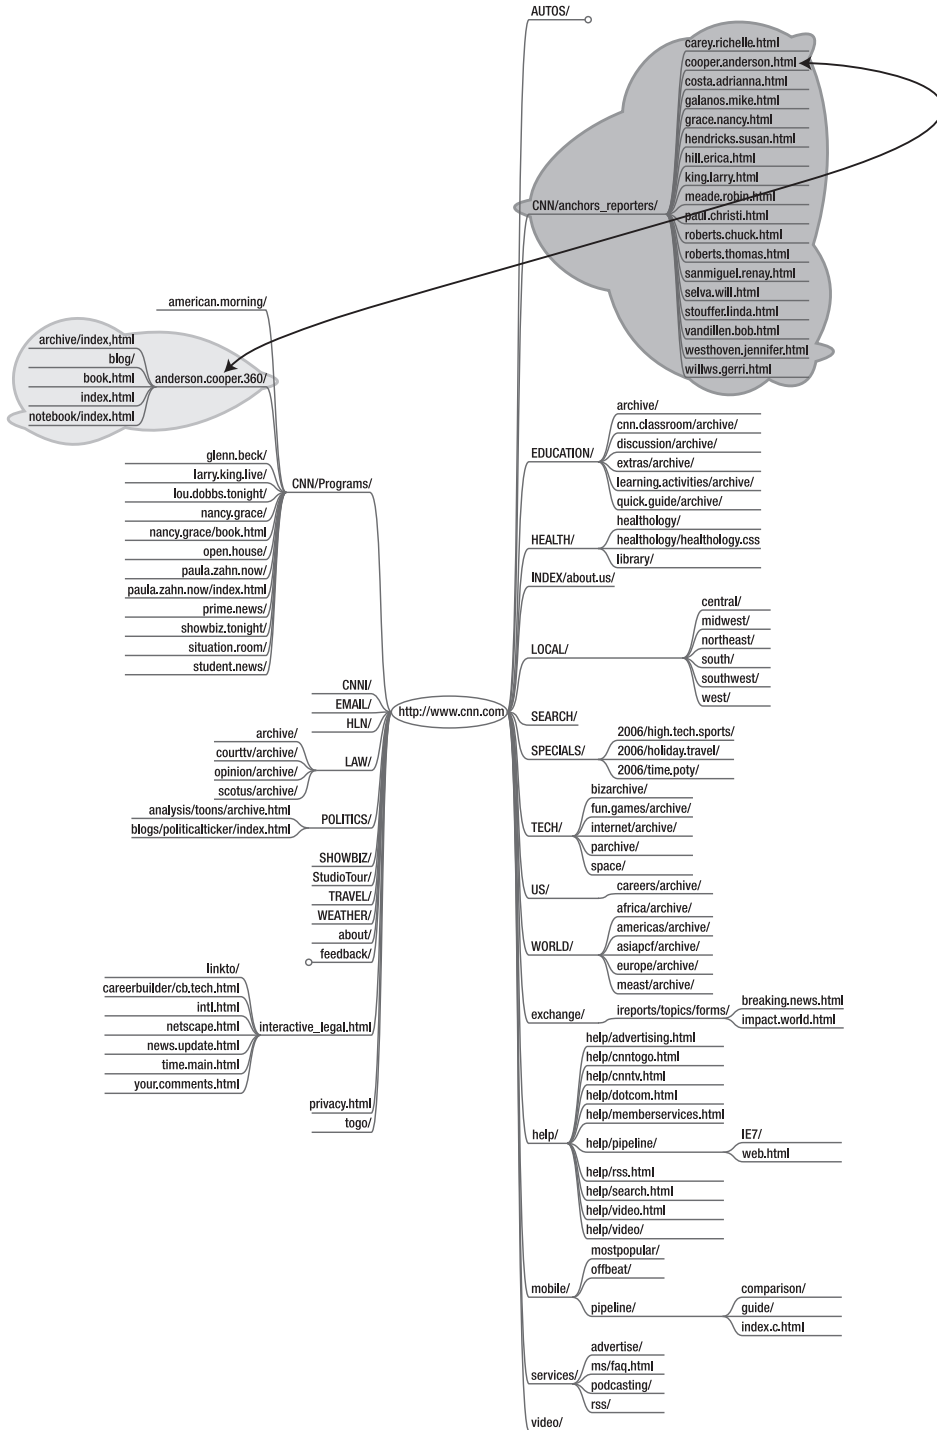 AUTOS/
carey.richelle.html
cooper.anderson.html
costa.adrianna.html
galanos.mike.html
grace.nancy.html
hendricks.susan.html
hill.erica.html
king.larry.html
meade.robin.html
CNN/anchors_reporters/
paul.christi.html
roberts.chuck.html
roberts.thomas.html
sanmiguel.renay.html
selva.will.html
stouffer.linda.html
vandillen.bob.html
westhoven.jennifer.html
willws.gerri.html
american.morning/
archive/index,html
blog/
book.html
index.html
notebook/index.html
anderson.cooper.360/
glenn.beck/
larry.king.live/
lou.dobbs.tonight/
nancy.grace/
nancy.grace/book.html
open.house/
paula.zahn.now/
paula.zahn.now/index.html
prime.news/
showbiz.tonight/
situation.room/
student.news/
CNN/Programs/
CNNI/
EMAIL/
HLN/
archive/
courttv/archive/
opinion/archive/
scotus/archive/
LAW/
analysis/toons/archive.html
blogs/politicalticker/index.html
POLITICS/
SHOWBIZ/
StudioTour/
TRAVEL/
WEATHER/
about/
feedback/
linkto/
careerbuilder/cb.tech.html
intl.html
netscape.html
news.update.html
time.main.html
your.comments.html
interactive_legal.html
privacy.html
togo/
http://www.cnn.com
EDUCATION/
archive/
cnn.classroom/archive/
discussion/archive/
extras/archive/
learning.activities/archive/
quick.guide/archive/
HEALTH/
healthology/
healthology/healthology.css
library/
INDEX/about.us/
LOCAL/
central/
midwest/
northeast/
south/
southwest/
west/
SEARCH/
SPECIALS/
2006/high.tech.sports/
2006/holiday.travel/
2006/time.poty/
TECH/
bizarchive/
fun.games/archive/
internet/archive/
parchive/
space/
US/
careers/archive/
WORLD/
africa/archive/
americas/archive/
asiapcf/archive/
europe/archive/
meast/archive/
exchange/
ireports/topics/forms/
breaking.news.html
impact.world.html
help/
help/advertising.html
help/cnntogo.html
help/cnntv.html
help/dotcom.html
help/memberservices.html
help/pipeline/
IE7/
web.html
help/rss.html
help/search.html
help/video.html
help/video/
mobile/
mostpopular/
offbeat/
pipeline/
comparison/
guide/
index.c.html
services/
advertise/
ms/faq.html
podcasting/
rss/
video/